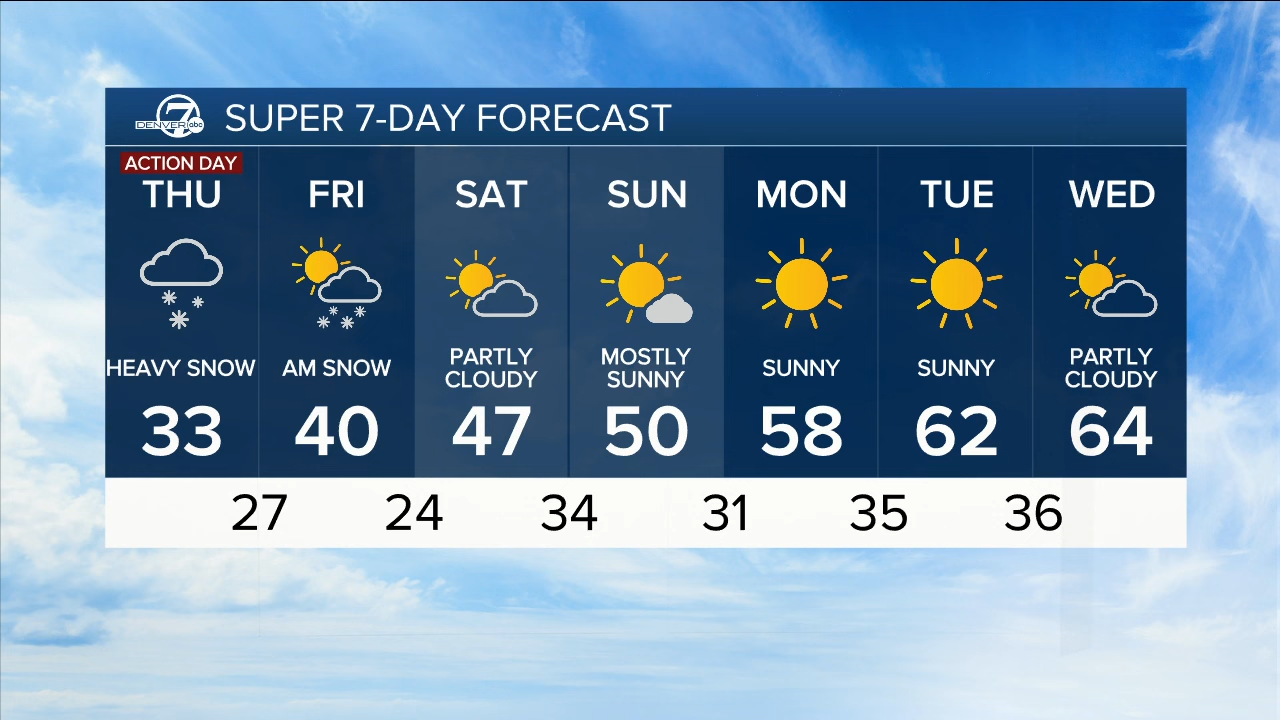 DENVER 7 abc
SUPER 7-DAY FORECAST
ACTION DAY
THU FRI SAT SUN MON TUE WED
HEAVY SNOW AM SNOW PARTLY CLOUDY MOSTLY SUNNY SUNNY SUNNY PARTLY CLOUDY
33 40 47 50 58 62 64
27 24 34 31 35 36